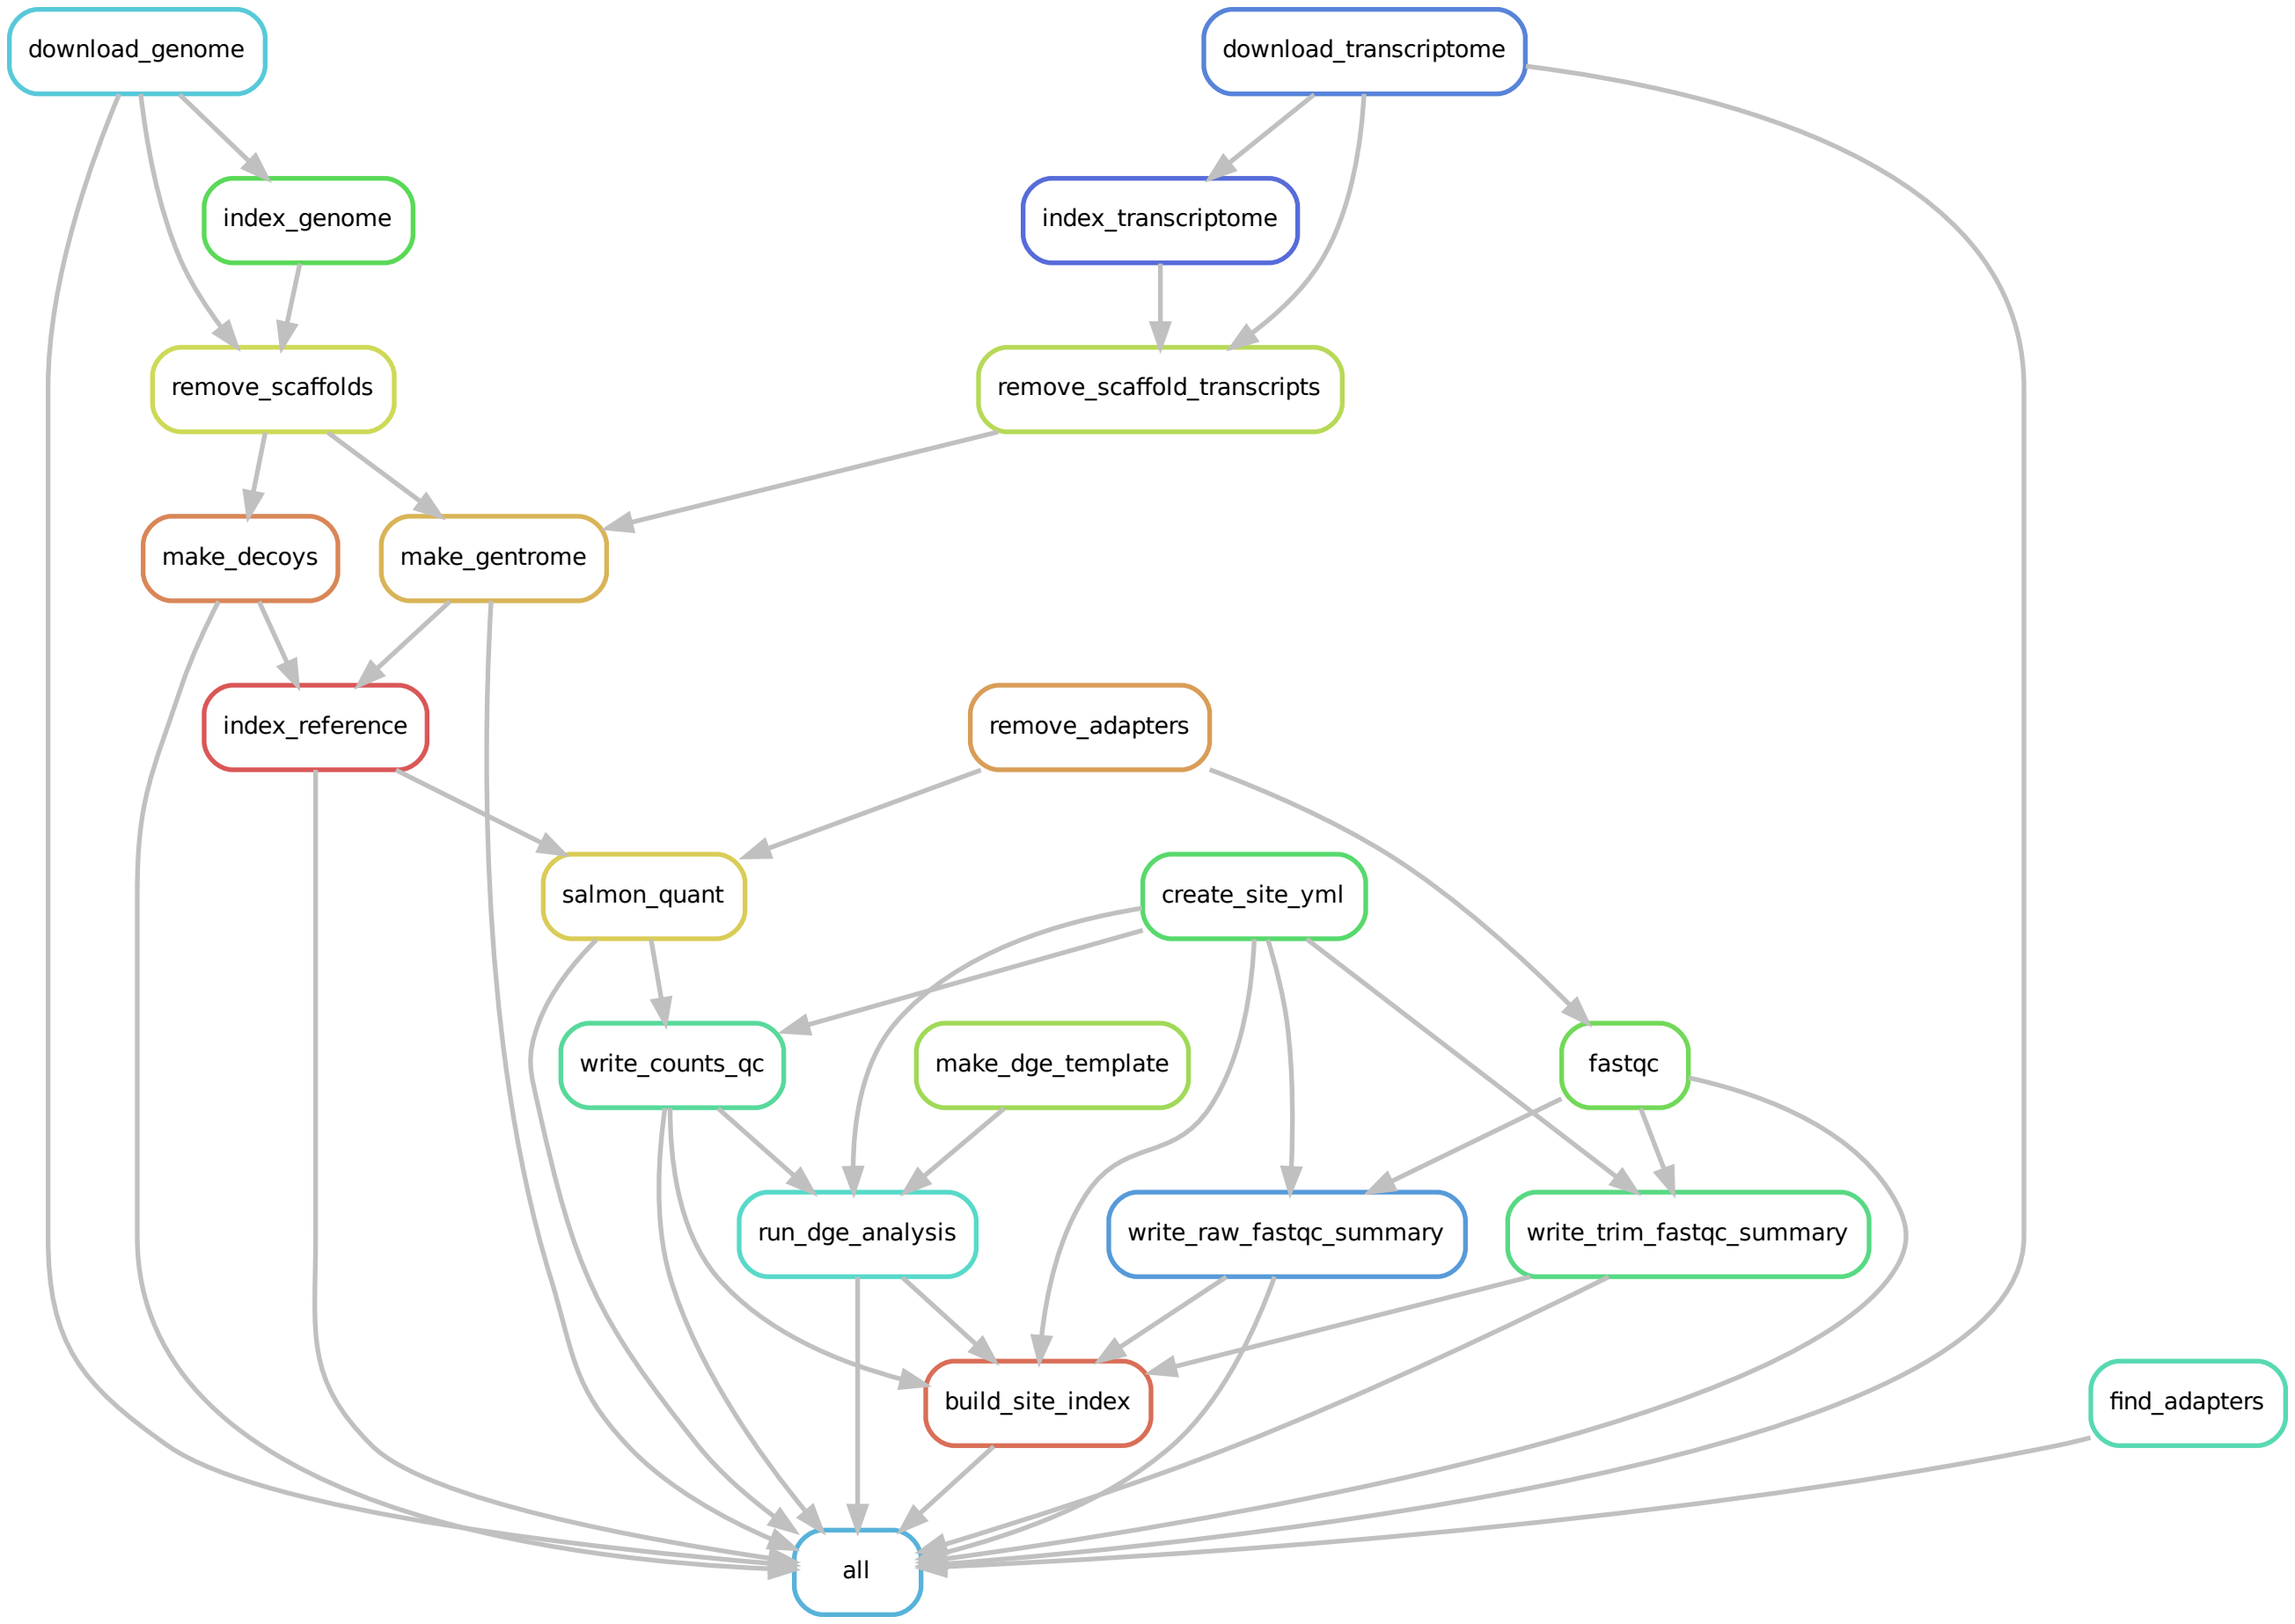 download_genome
download_transcriptome
index_genome
index_transcriptome
remove_scaffolds
remove_scaffold_transcripts
make_decoys
make_gentrome
index_reference
remove_adapters
salmon_quant
create_site_yml
write_counts_qc
make_dge_template
fastqc
run_dge_analysis
write_raw_fastqc_summary
write_trim_fastqc_summary
build_site_index
find_adapters
all